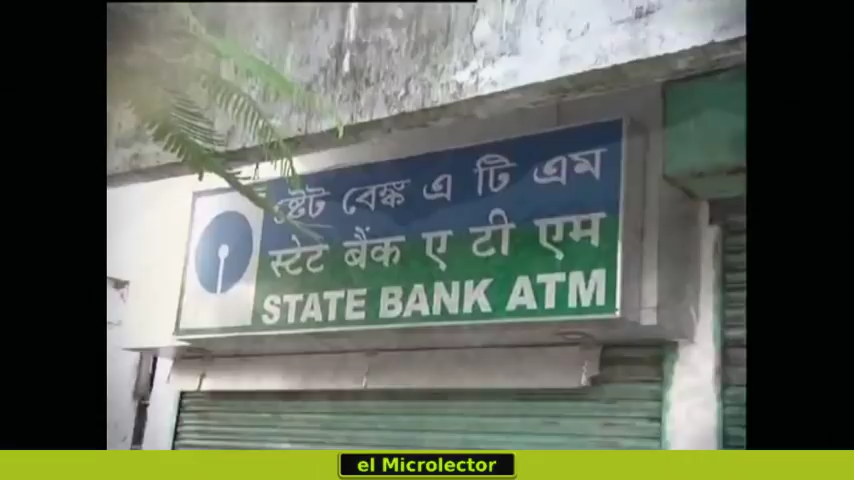 ষ্টেট বেঙ্ক এ টি এম
स्टेट बैंक ए टी एम
STATE BANK ATM
el Microlector